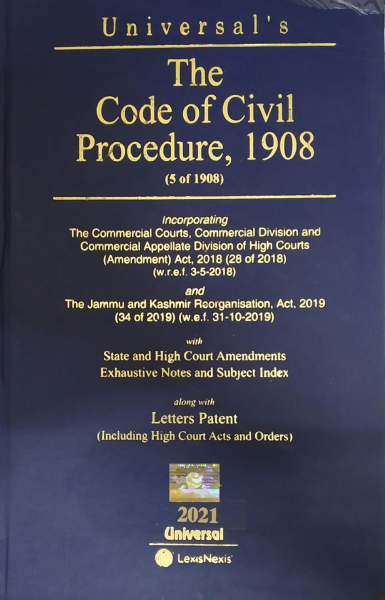 Universal's
The
Code of Civil
Procedure, 1908
(5 of 1908)
Incorporating
The Commercial Courts, Commercial Division and
Commercial Appellate Division of High Courts
(Amendment) Act, 2018 (28 of 2018)
(w.r.e.f. 3-5-2018)
and
The Jammu and Kashmir Reorganisation, Act, 2019
(34 of 2019) (w.e.f. 31-10-2019)
with
State and High Court Amendments
Exhaustive Notes and Subject Index
along with
Letters Patent
(Including High Court Acts and Orders)
2021
Universal
LexisNexis®